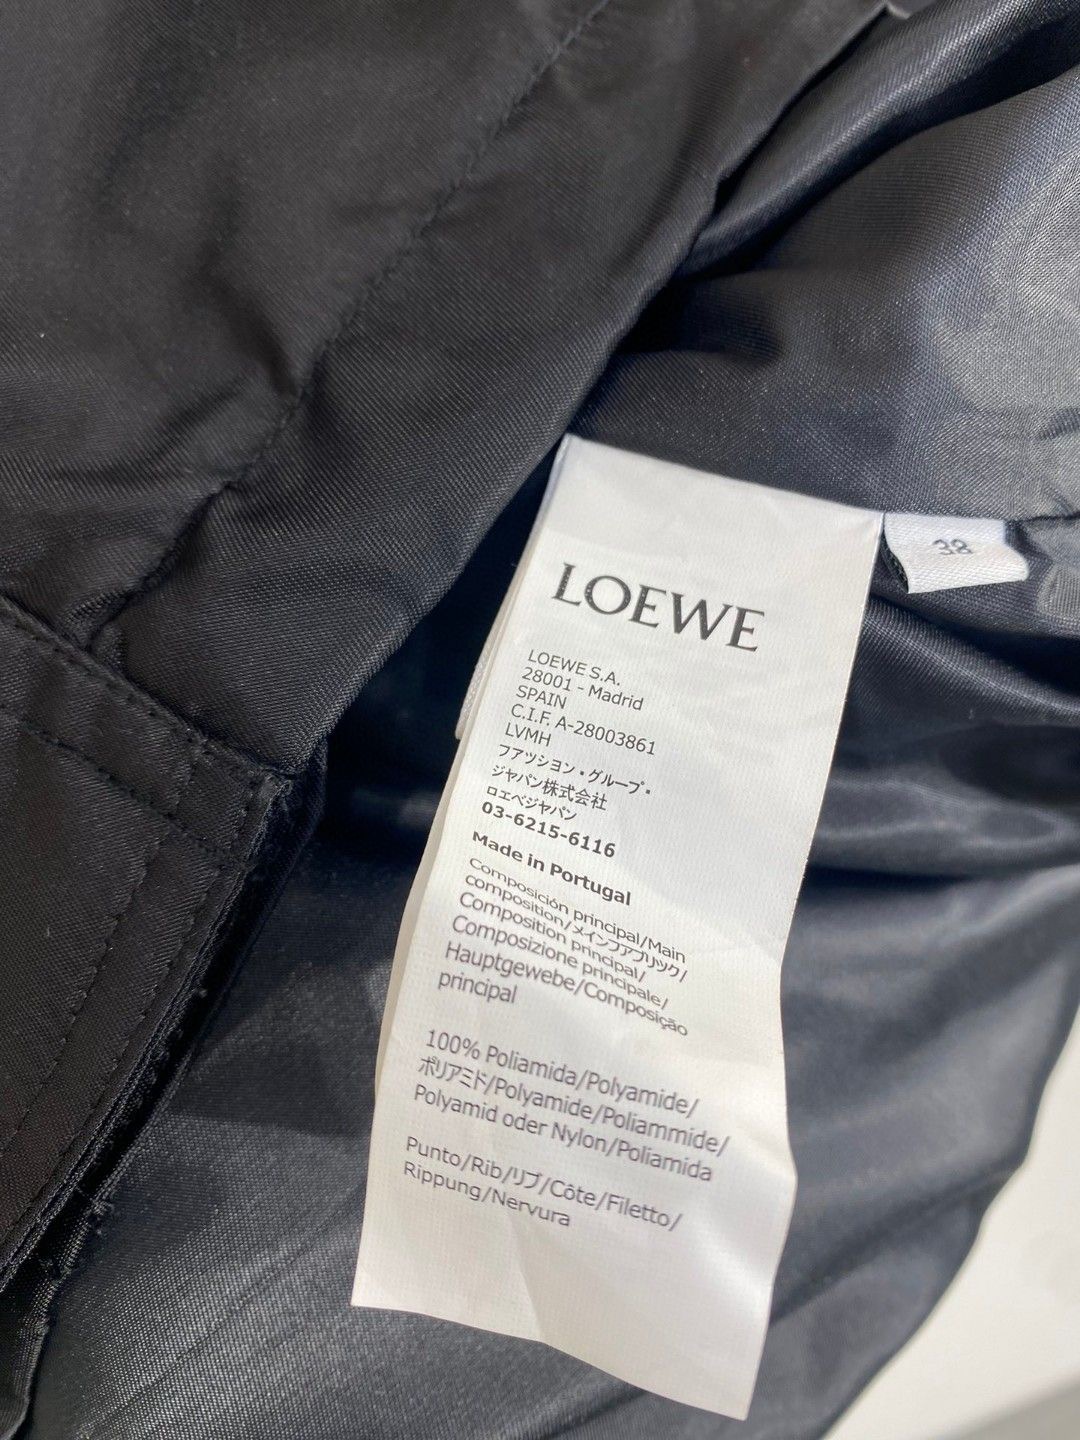 LOEWE
38
LOEWE S.A.
28001 - Madrid
SPAIN
C.I.F. A-28003861
LVMH
ファツション・グループ・
ジャパン株式会社
ロエベジャパン
03-6215-6116
Made in Portugal
Composición principal/Main
composition/メインファブリック/
Composition principal/
Composizione principale/
Hauptgewebe/Composição
principal
100% Poliamida/Polyamide/
ポリアミド/Polyamide/Poliammide/
Polyamid oder Nylon/Poliamida
Punto/Rib/リブ/Côte/Filetto/
Rippung/Nervura